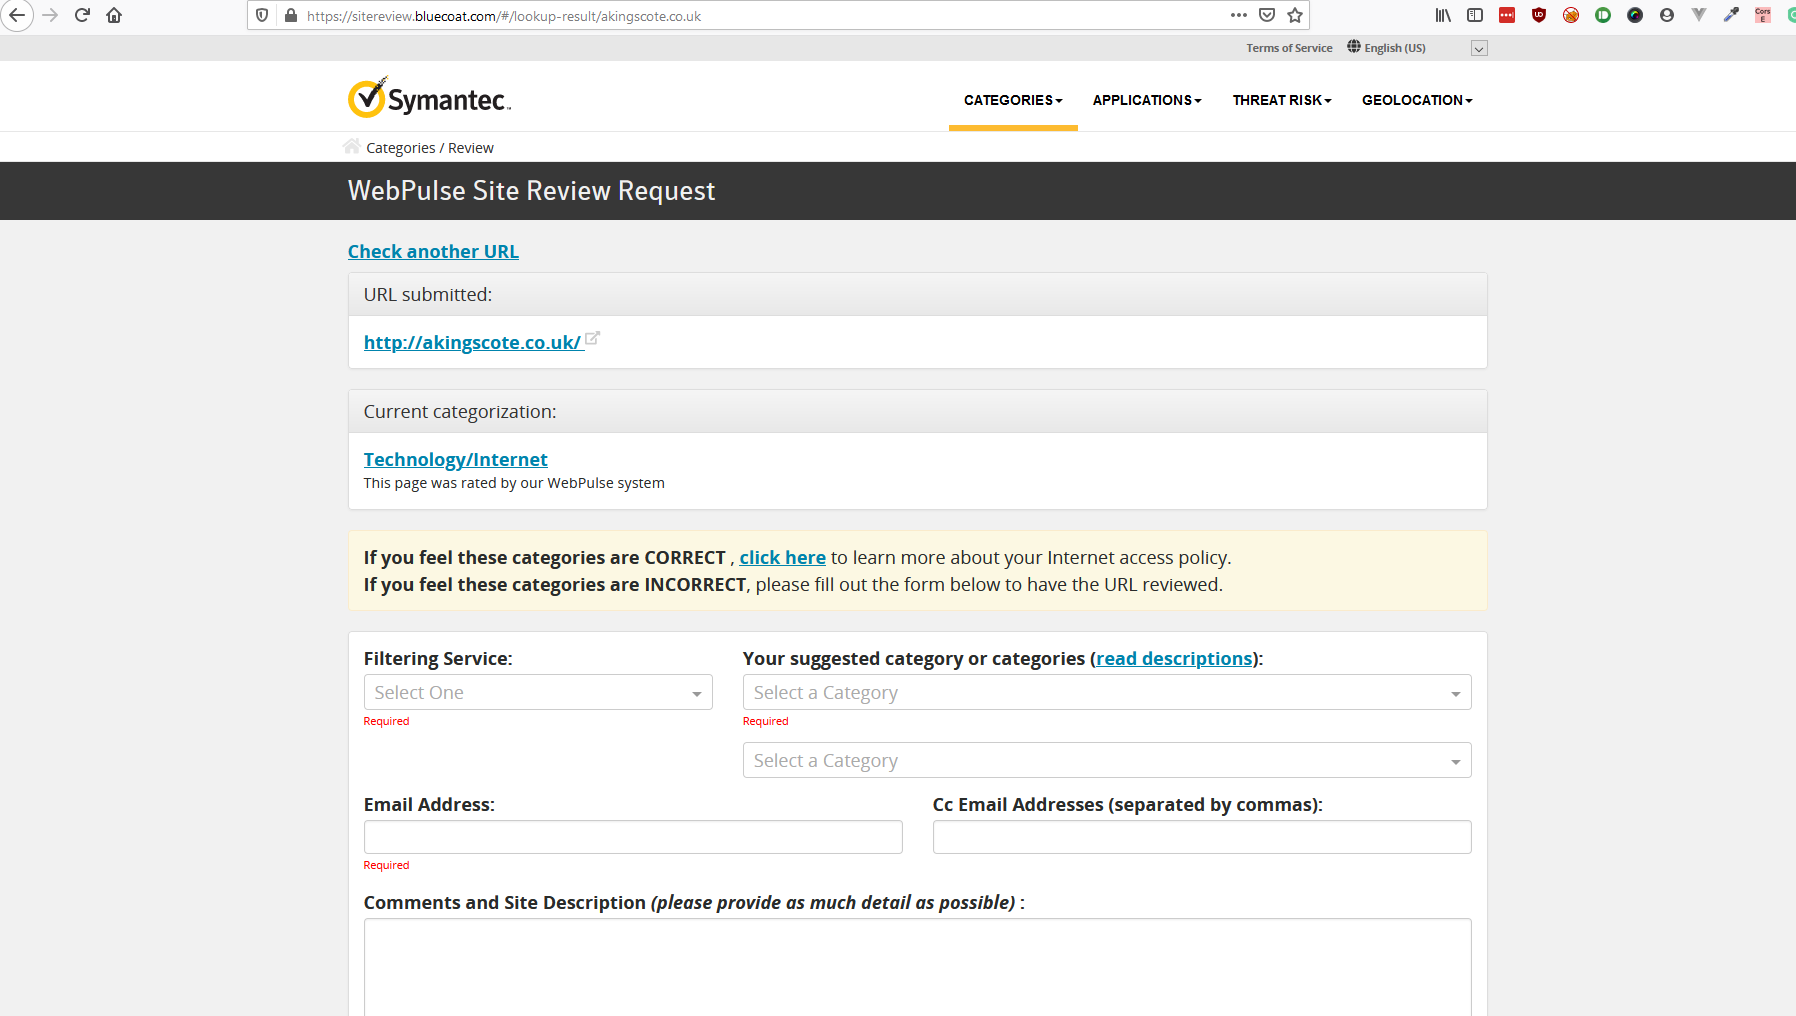 https://sitereview.bluecoat.com/#/lookup-result/akingscote.co.uk
Terms of Service English (US)
Symantec™
CATEGORIES APPLICATIONS THREAT RISK GEOLOCATION
Categories / Review
WebPulse Site Review Request
Check another URL
URL submitted:
http://akingscote.co.uk/
Current categorization:
Technology/Internet
This page was rated by our WebPulse system
If you feel these categories are CORRECT , click here to learn more about your Internet access policy.
If you feel these categories are INCORRECT, please fill out the form below to have the URL reviewed.
Filtering Service: Your suggested category or categories (read descriptions):
Select One Select a Category
Required Required
Select a Category
Email Address: Cc Email Addresses (separated by commas):
Required
Comments and Site Description (please provide as much detail as possible) :